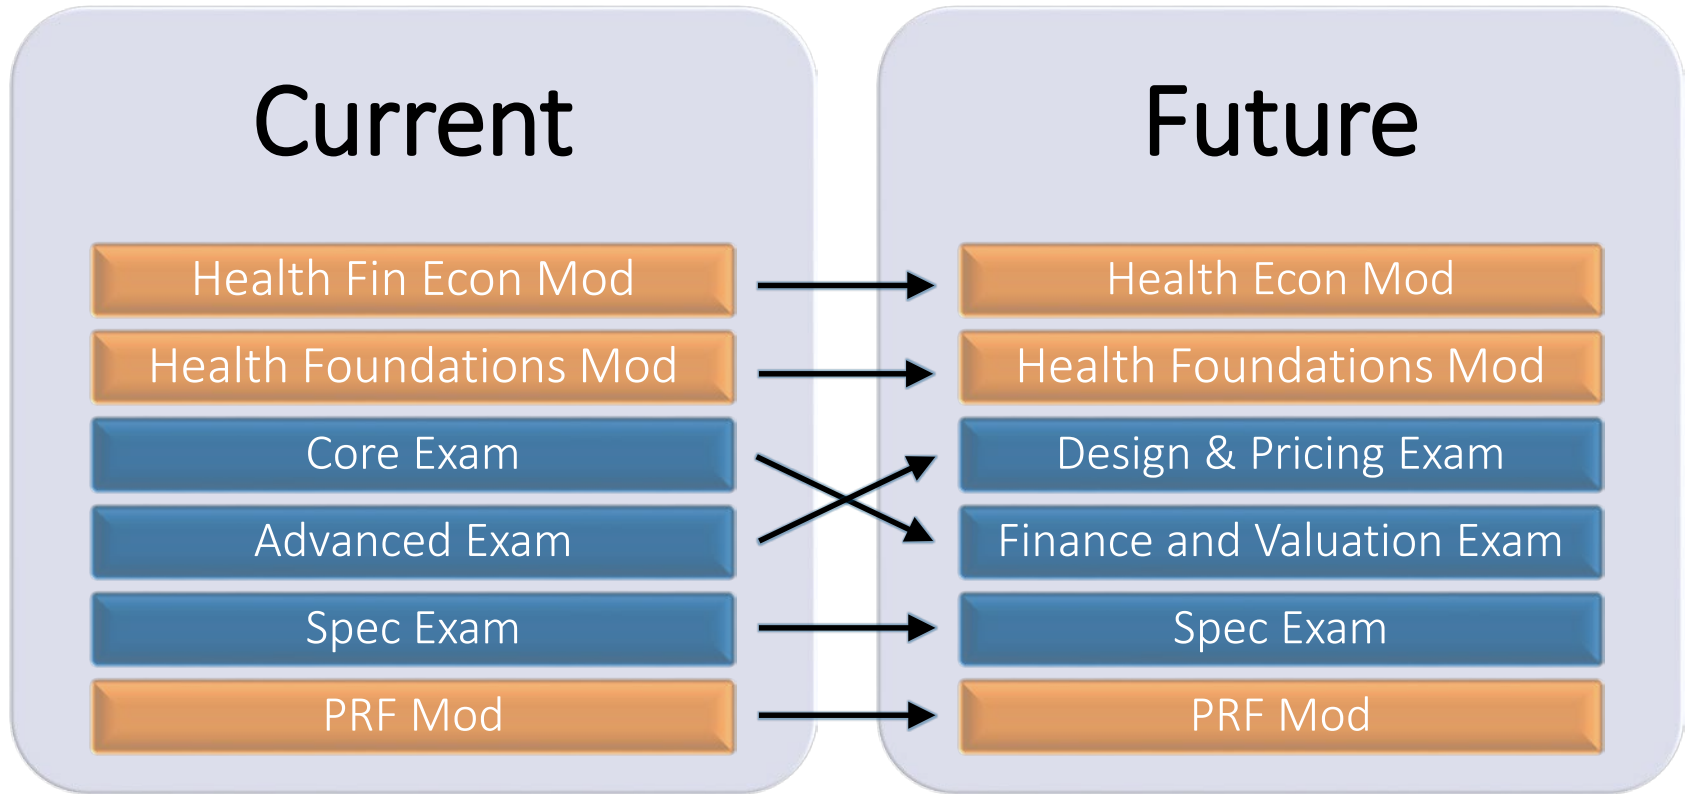 Current
Health Fin Econ Mod
Health Foundations Mod
Core Exam
Advanced Exam
Spec Exam
PRF Mod
Future
Health Econ Mod
Health Foundations Mod
Design & Pricing Exam
Finance and Valuation Exam
Spec Exam
PRF Mod